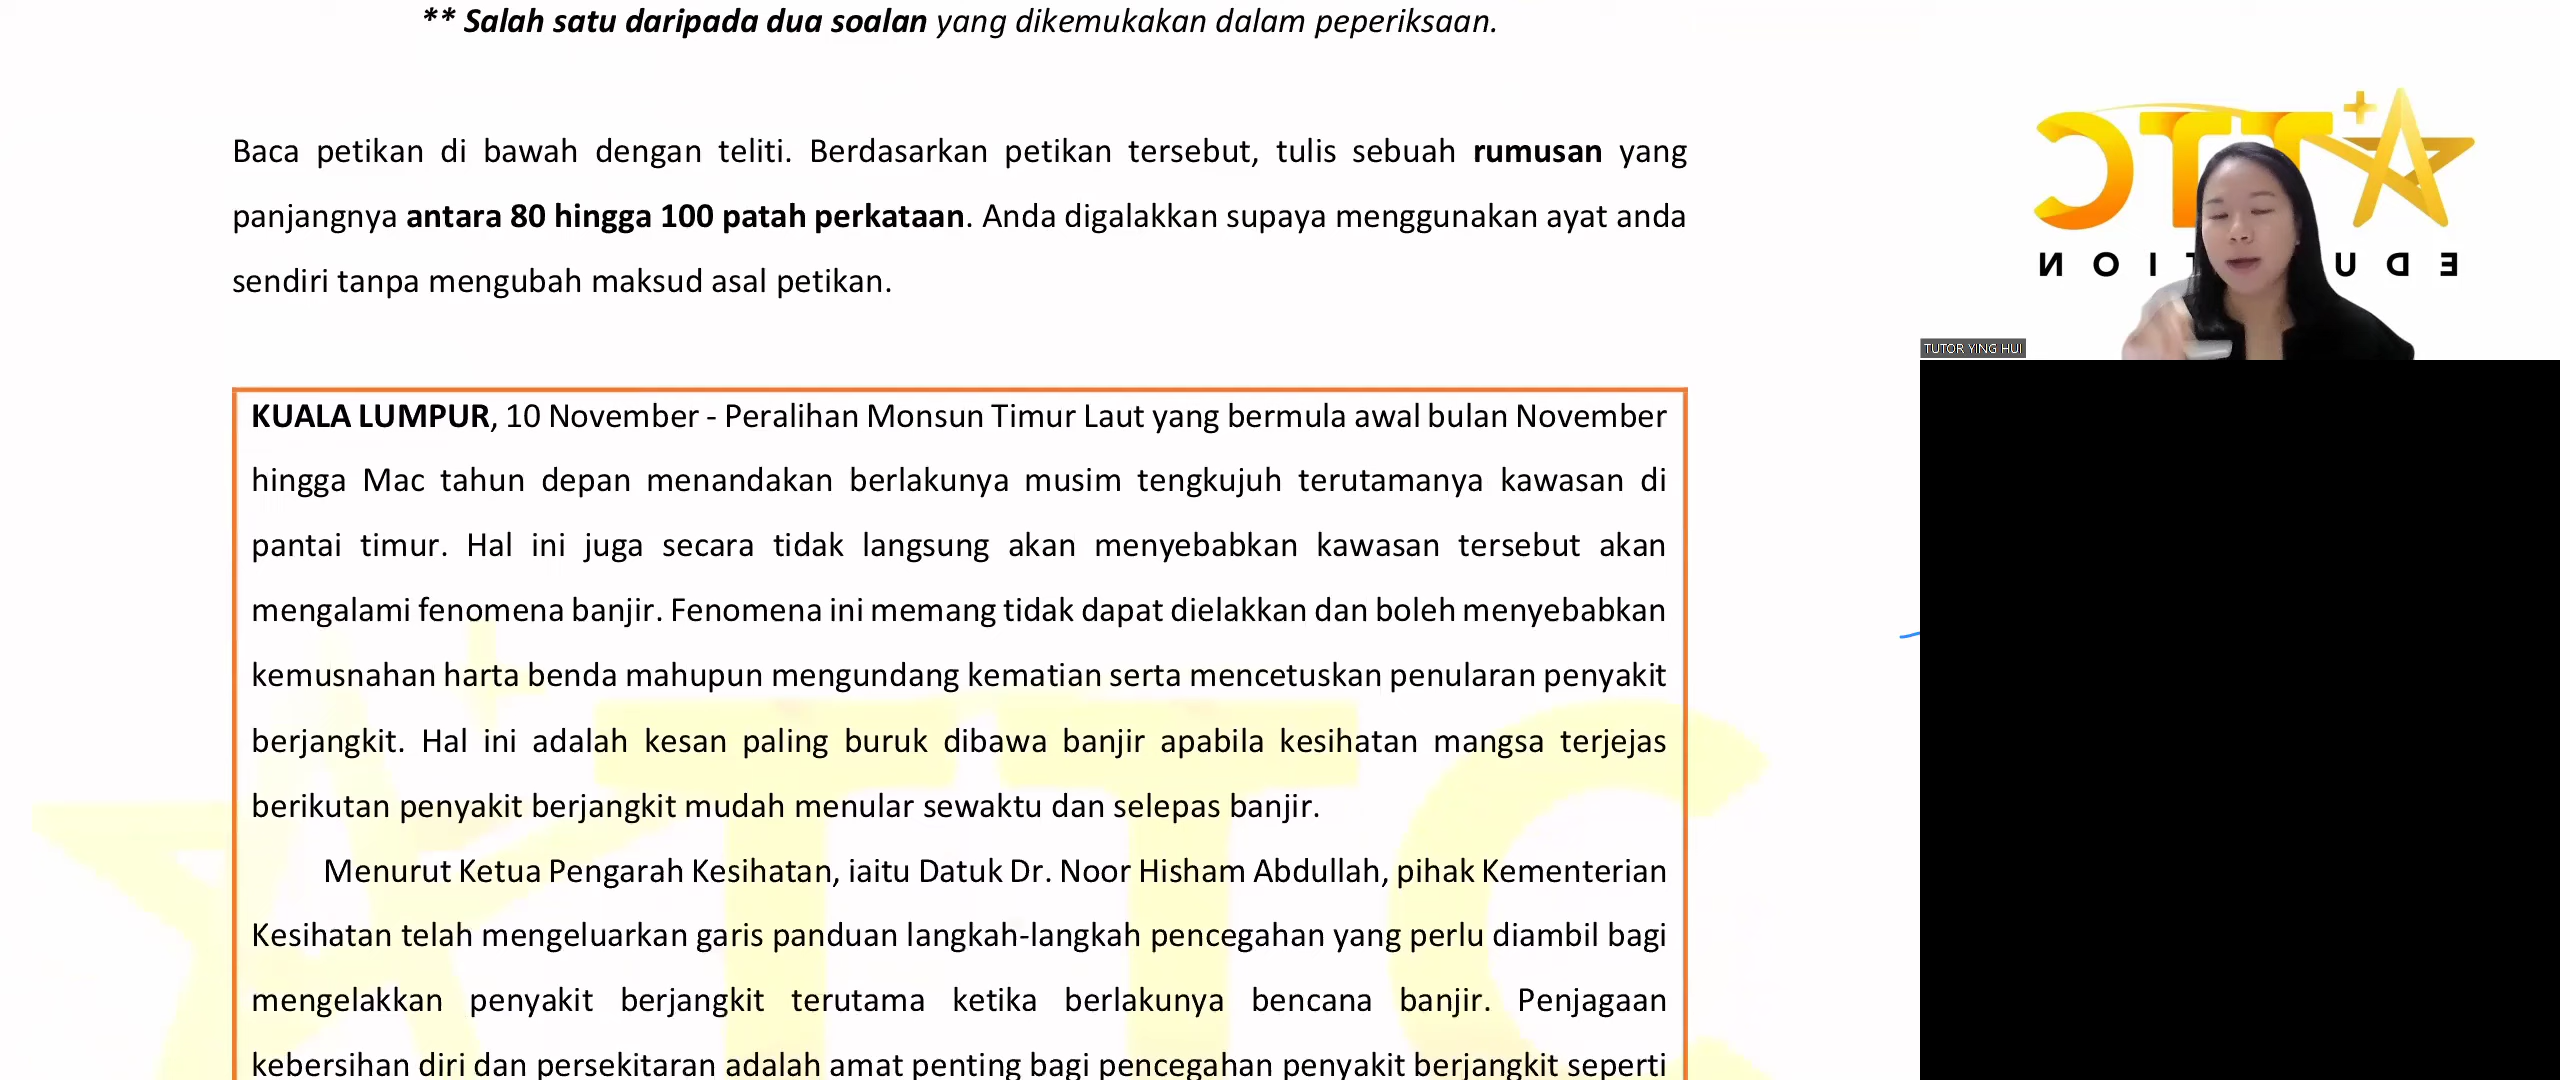 ** Salah satu daripada dua soalan yang dikemukakan dalam peperiksaan.
Baca petikan di bawah dengan teliti. Berdasarkan petikan tersebut, tulis sebuah rumusan yang
panjangnya antara 80 hingga 100 patah perkataan. Anda digalakkan supaya menggunakan ayat anda
sendiri tanpa mengubah maksud asal petikan.
KUALA LUMPUR, 10 November - Peralihan Monsun Timur Laut yang bermula awal bulan November
hingga Mac tahun depan menandakan berlakunya musim tengkujuh terutamanya kawasan di
pantai timur. Hal ini juga secara tidak langsung akan menyebabkan kawasan tersebut akan
mengalami fenomena banjir. Fenomena ini memang tidak dapat dielakkan dan boleh menyebabkan
kemusnahan harta benda mahupun mengundang kematian serta mencetuskan penularan penyakit
berjangkit. Hal ini adalah kesan paling buruk dibawa banjir apabila kesihatan mangsa terjejas
berikutan penyakit berjangkit mudah menular sewaktu dan selepas banjir.
Menurut Ketua Pengarah Kesihatan, iaitu Datuk Dr. Noor Hisham Abdullah, pihak Kementerian
Kesihatan telah mengeluarkan garis panduan langkah-langkah pencegahan yang perlu diambil bagi
mengelakkan penyakit berjangkit terutama ketika berlakunya bencana banjir. Penjagaan
kebersihan diri dan persekitaran adalah amat penting bagi pencegahan penyakit berjangkit seperti
TTC
TUTOR YING HUI